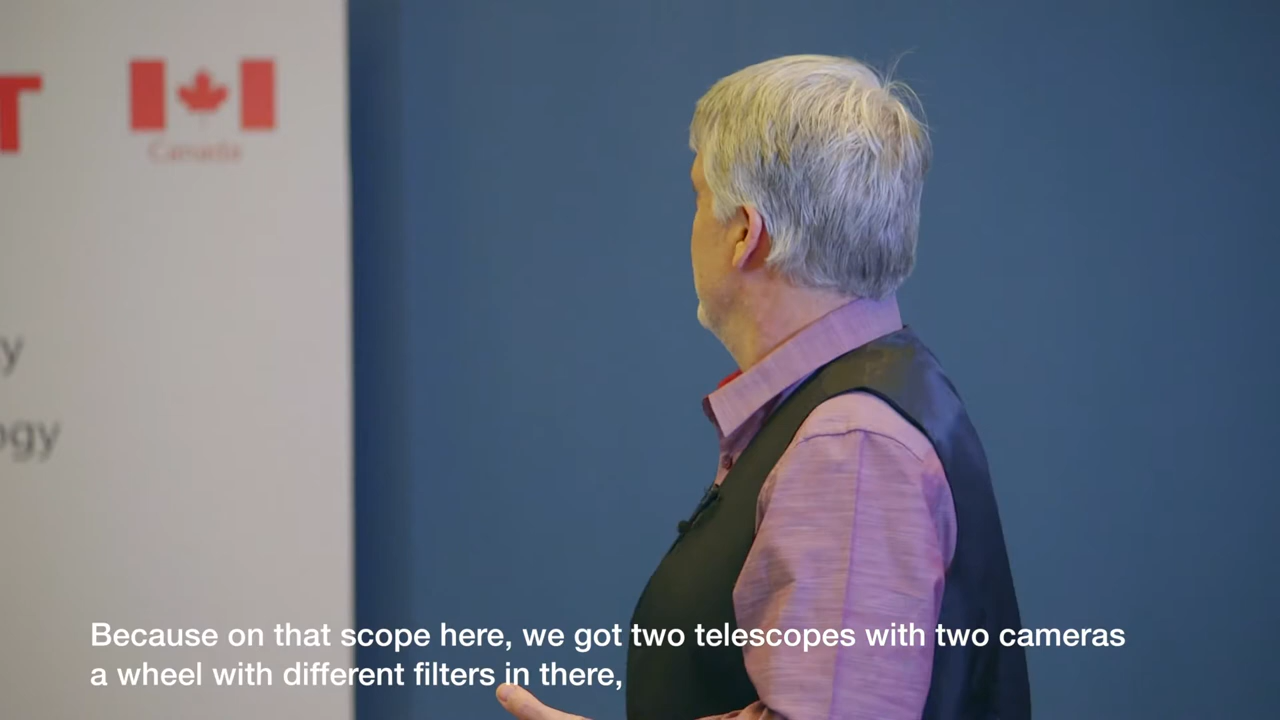 T
Canada
y
ogy
Because on that scope here, we got two telescopes with two cameras
a wheel with different filters in there,